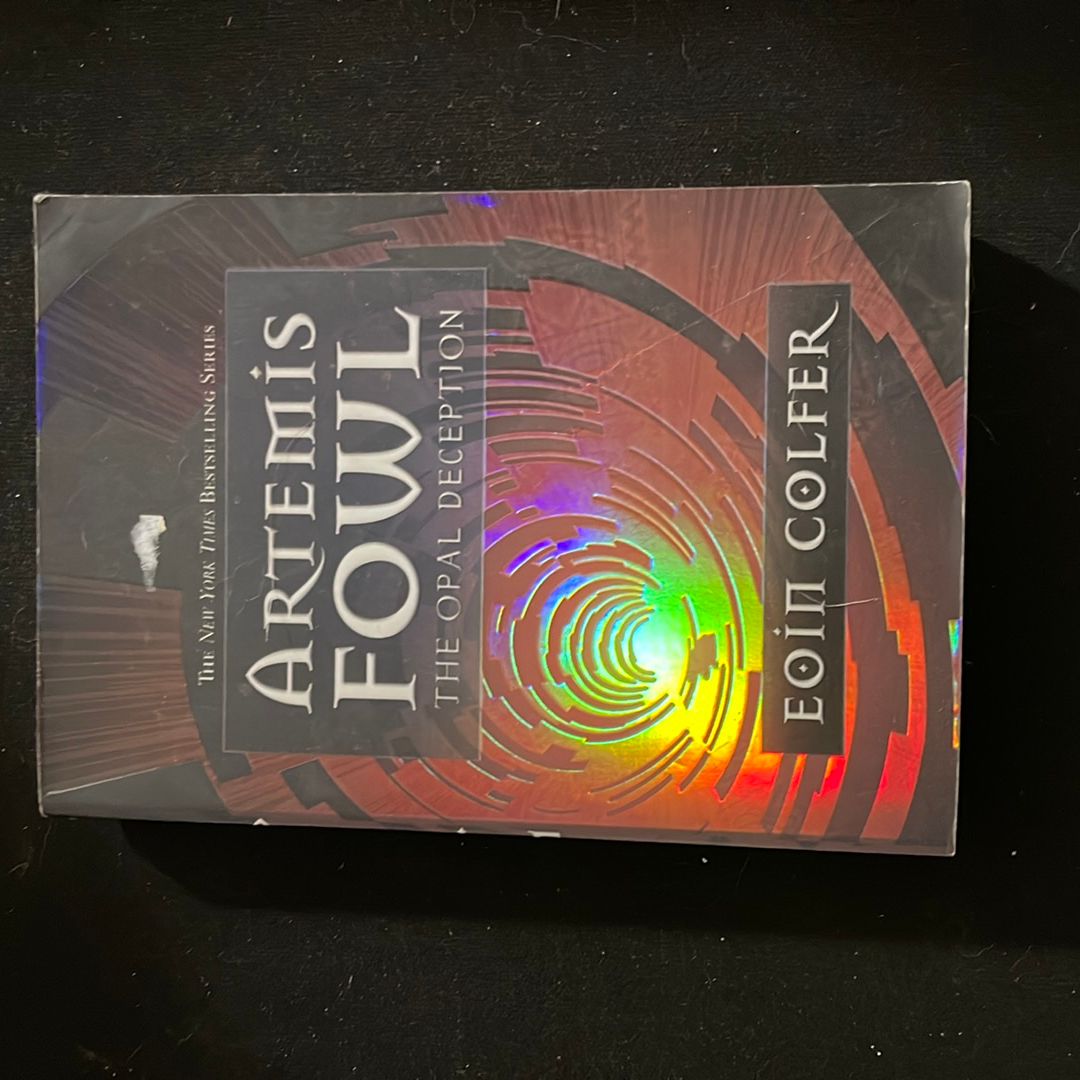 The New York Times Bestselling Series
ARTEMIS
FOWL
THE OPAL DECEPTION
EOIN COLFER